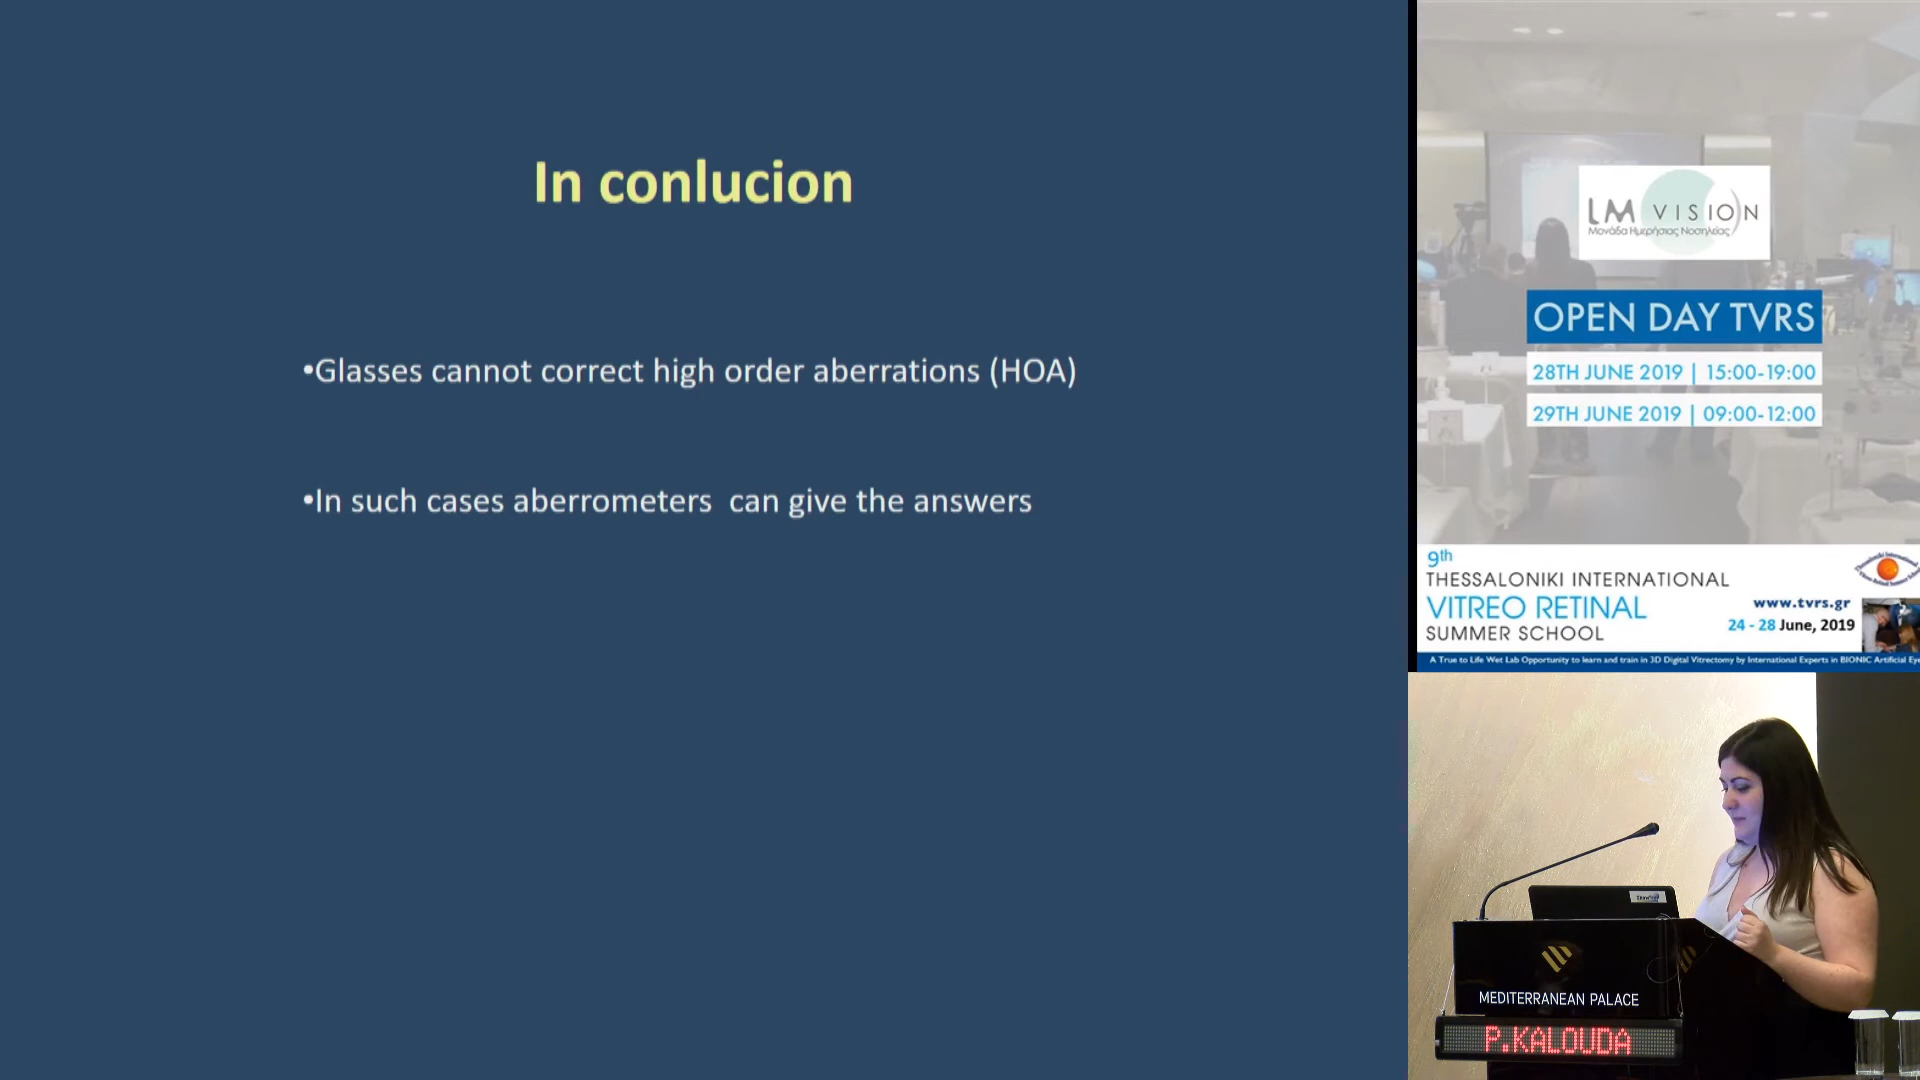 In conlucion
•Glasses cannot correct high order aberrations (HOA)
•In such cases aberrometers  can give the answers
LM VISION
Μονάδα Ημερήσιας Νοσηλείας
OPEN DAY TVRS
28TH JUNE 2019 | 15:00-19:00
29TH JUNE 2019 | 09:00-12:00
9th
THESSALONIKI INTERNATIONAL
VITREO RETINAL
SUMMER SCHOOL
www.tvrs.gr
24 - 28 June, 2019
A True to Life Wet Lab Opportunity to learn and train in 3D Digital Vitrectomy by International Experts in BIONIC Artificial Eye
MEDITERRANEAN PALACE
P.KALOUDA